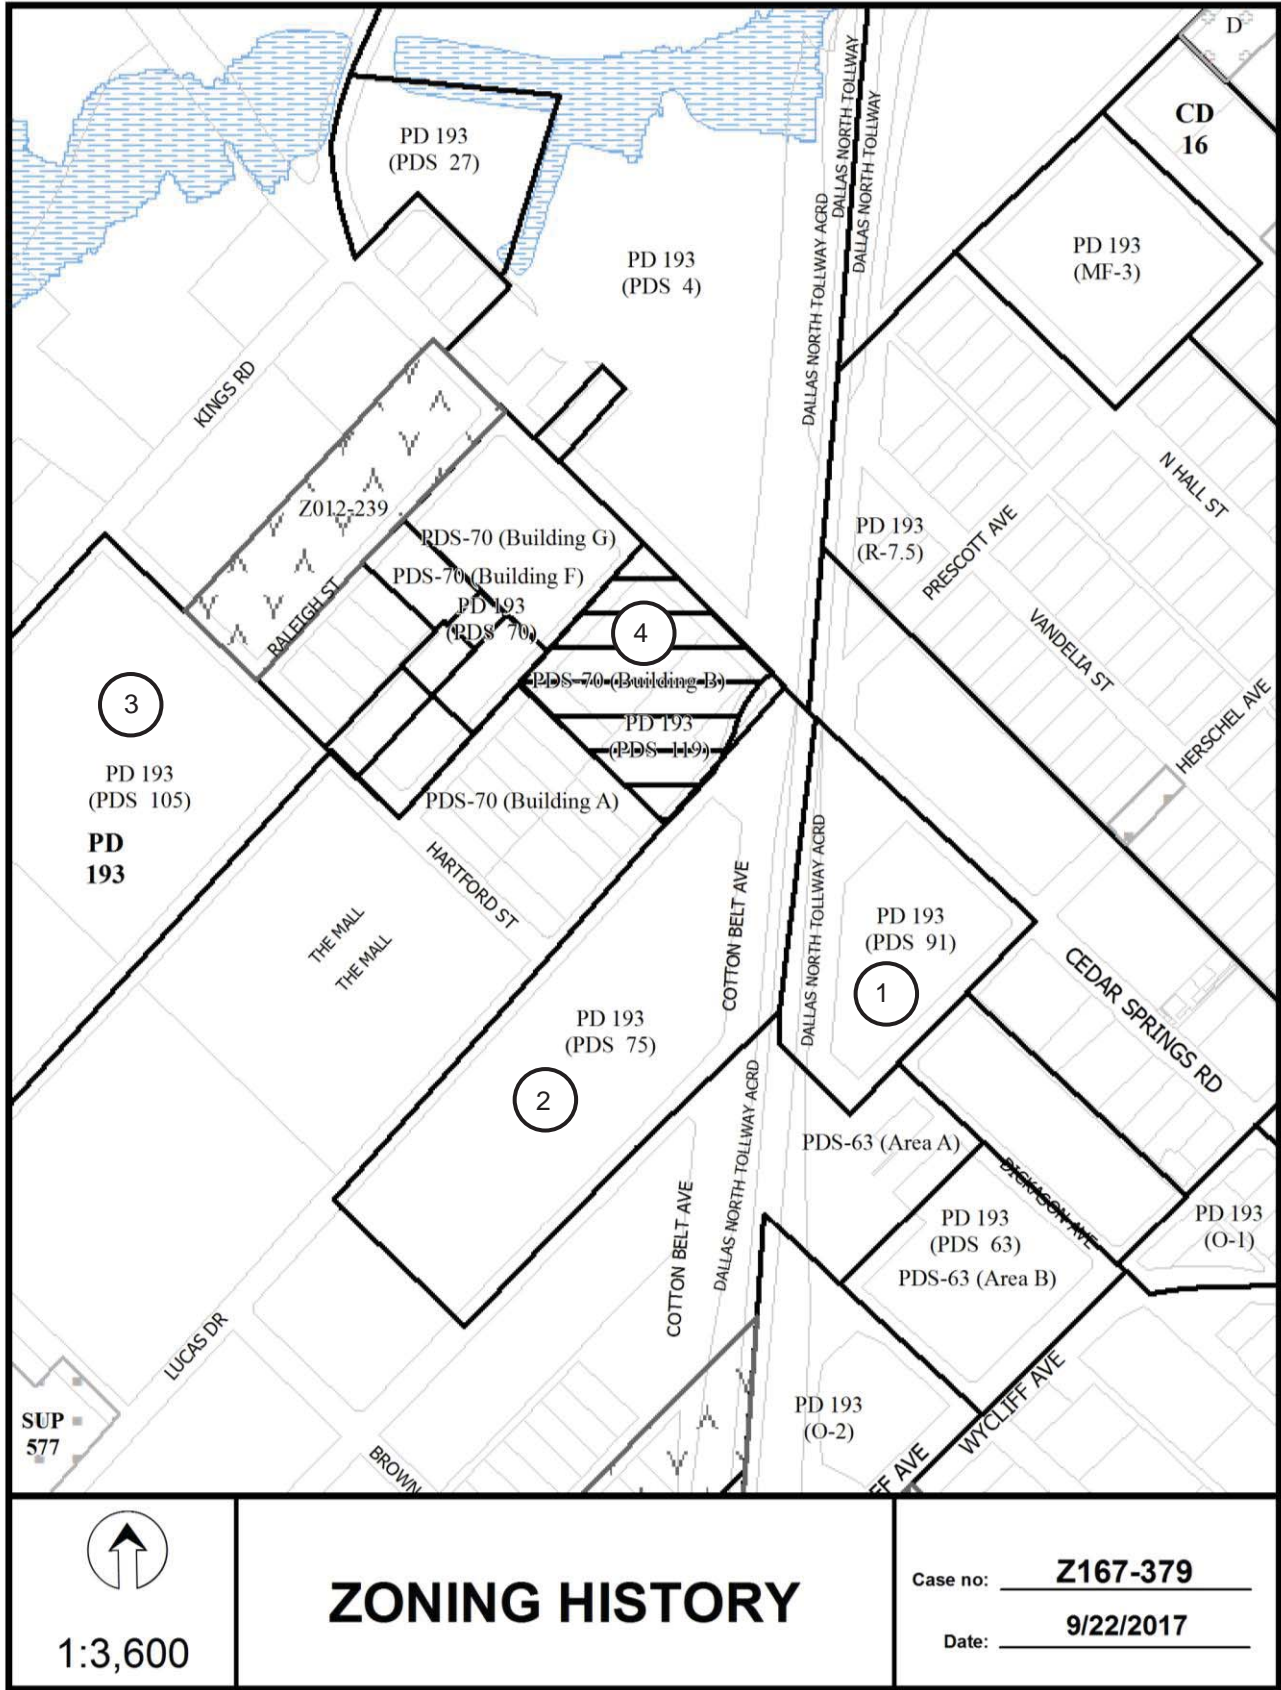 D
CD
16
PD 193
(PDS 27)
DALLAS NORTH TOLLWAY
DALLAS NORTH TOLLWAY
DALLAS NORTH TOLLWAY ACRD
PD 193
(PDS 4)
PD 193
(MF-3)
KINGS RD
N HALL ST
Z012-239
PDS-70 (Building G)
PD 193
(R-7.5)
PRESCOTT AVE
PDS-70 (Building F)
PD 193
(PDS 70)
RALEIGH ST
4
VANDELIA ST
PDS-70 (Building B)
HERSCHEL AVE
3
PD 193
(PDS 119)
PD 193
(PDS 105)
PDS-70 (Building A)
PD
193
HARTFORD ST
THE MALL
THE MALL
COTTON BELT AVE
DALLAS NORTH TOLLWAY ACRD
PD 193
(PDS 91)
1
CEDAR SPRINGS RD
PD 193
(PDS 75)
2
DALLAS NORTH TOLLWAY ACRD
PDS-63 (Area A)
DICKASON AVE
COTTON BELT AVE
PD 193
(PDS 63)
PD 193
(O-1)
PDS-63 (Area B)
LUCAS DR
SUP
577
PD 193
(O-2)
WYCLIFF AVE
BROWN
FF AVE
1:3,600
ZONING HISTORY
Case no: Z167-379
Date: 9/22/2017